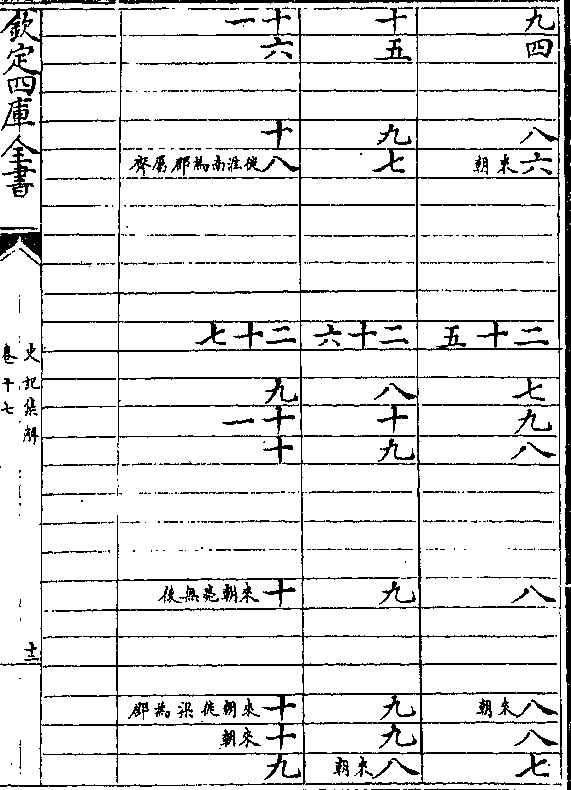 九
四
八
六來朝
二十五
七
九
八
八
八來朝
八
七
十
五
九
七
二十六
八
十
九
九
九
九
八來朝
十一
六
十
八徙淮南為郡屬齊
二十七
九
十一
十
十來朝薨無後
十來朝徙梁為郡
十來朝
九
欽定四庫全書
史記集解
卷十七
十三